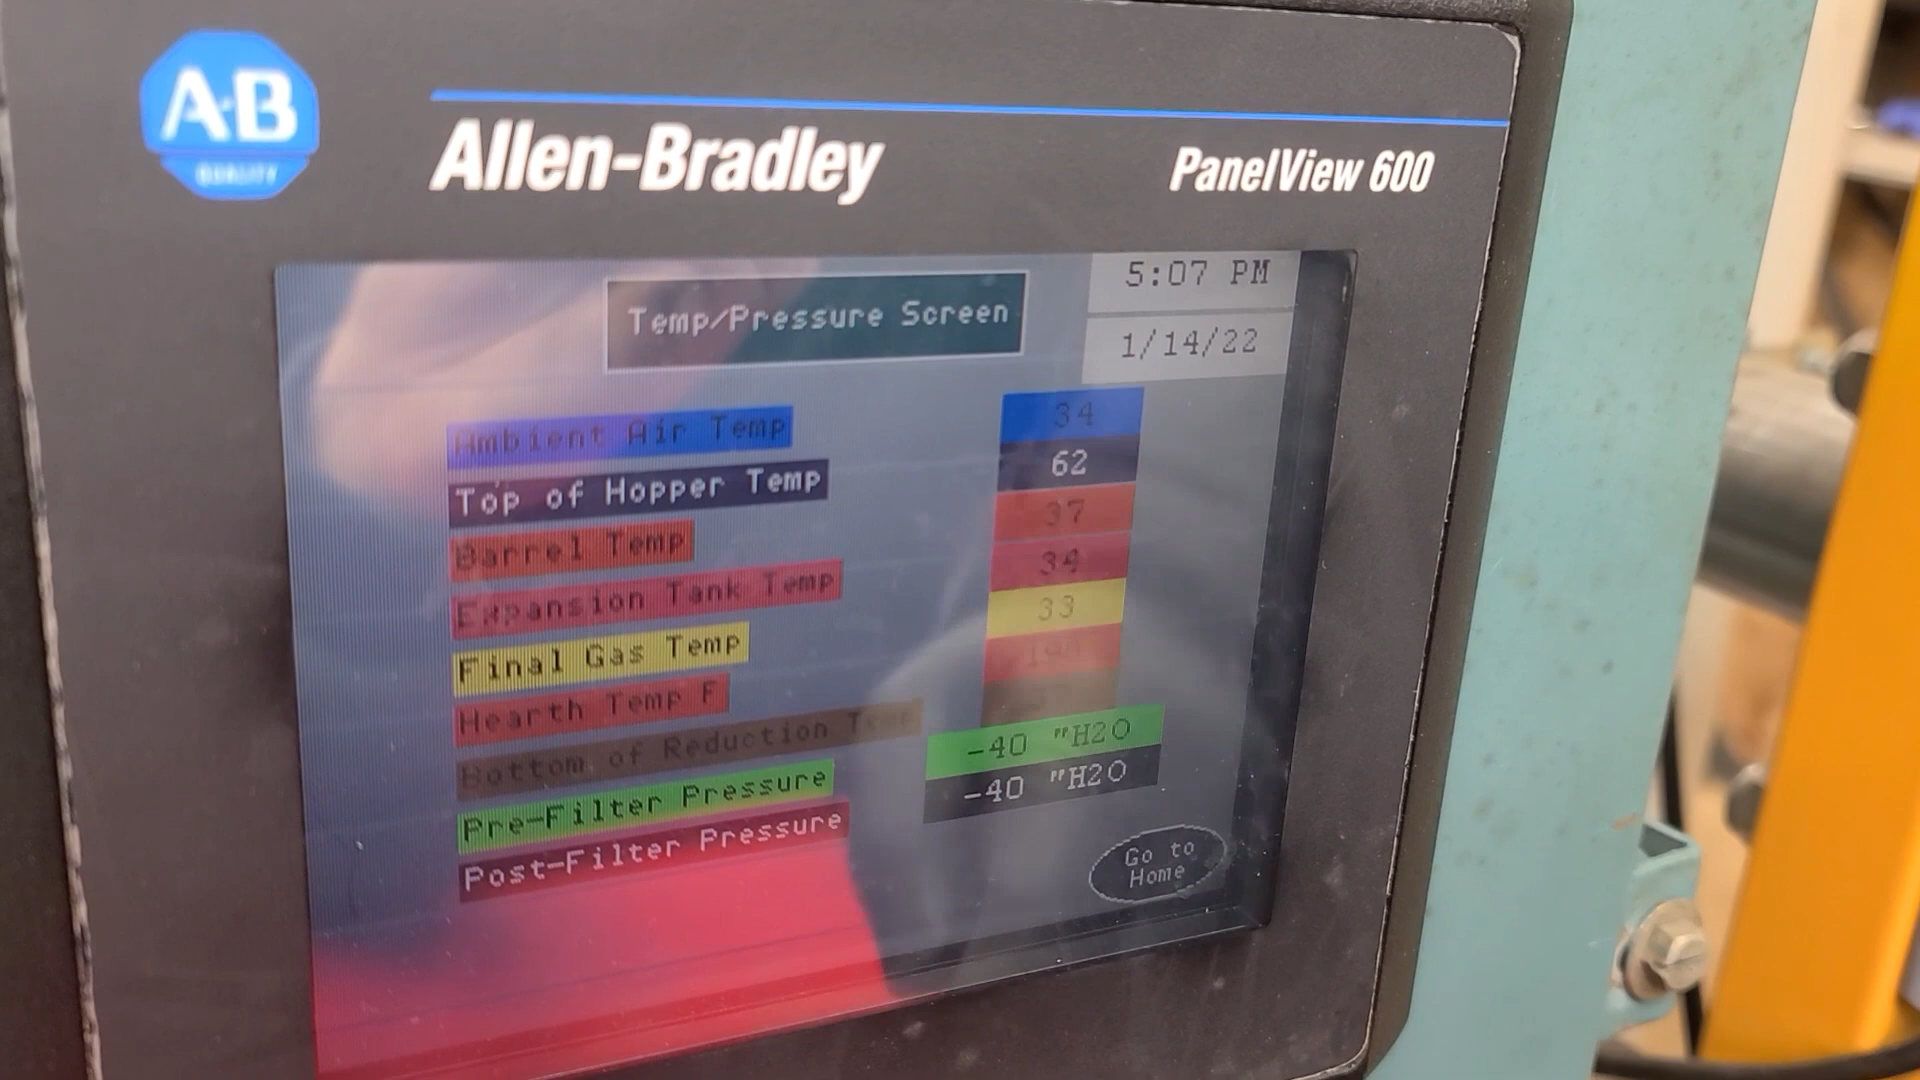 A-B
QUALITY
Allen-Bradley
PanelView 600
Temp/Pressure Screen
5:07 PM
1/14/22
Ambient Air Temp 34
Top of Hopper Temp 62
Barrel Temp 37
Expansion Tank Temp 34
Final Gas Temp 33
Hearth Temp F
Bottom of Reduction Temp
Pre-Filter Pressure -40 "H2O
Post-Filter Pressure -40 "H2O
Go to
Home